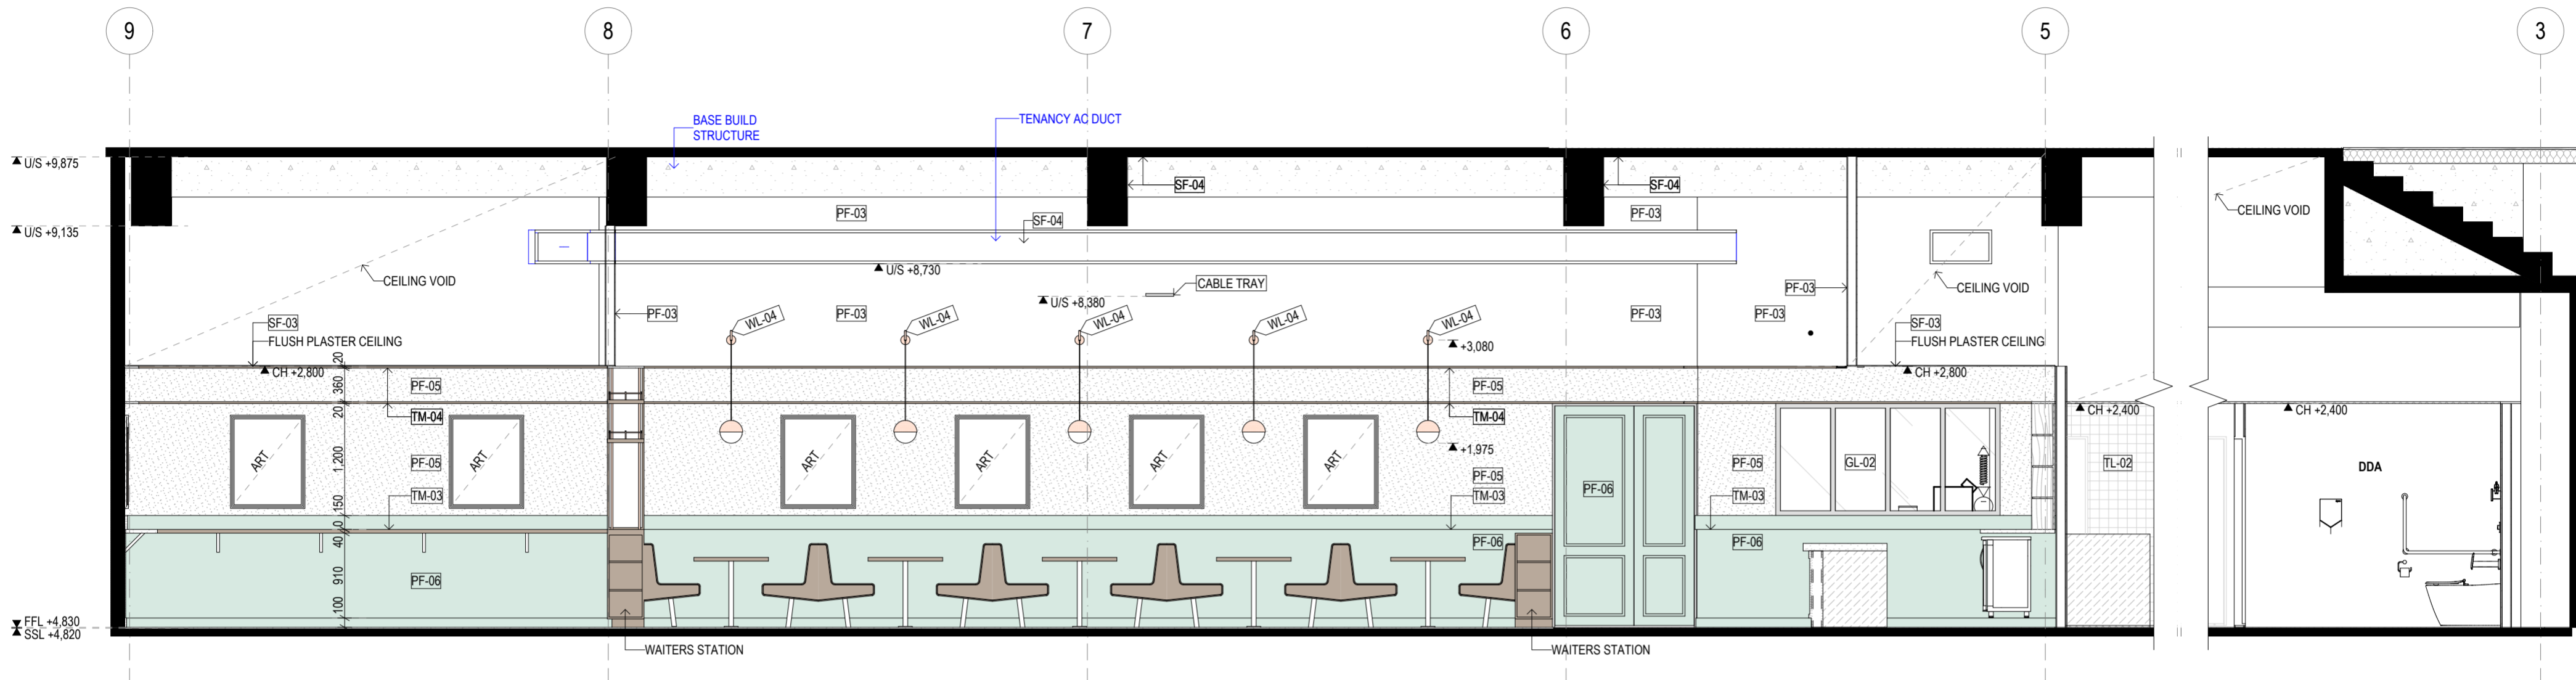 9
8
7
6
5
3
BASE BUILD
STRUCTURE
TENANCY AC DUCT
U/S +9,875
SF-04
SF-04
PF-03
SF-04
PF-03
CEILING VOID
U/S +9,135
U/S +8,730
CEILING VOID
CABLE TRAY
PF-03
CEILING VOID
U/S +8,380
PF-03
PF-03
PF-03
PF-03
WL-04
WL-04
WL-04
WL-04
WL-04
SF-03
FLUSH PLASTER CEILING
SF-03
FLUSH PLASTER CEILING
+3,080
20
CH +2,800
CH +2,800
360
PF-05
PF-05
20
TM-04
TM-04
CH +2,400
CH +2,400
+1,975
ART
ART
ART
ART
ART
ART
1,200
PF-05
PF-05
PF-05
GL-02
TL-02
DDA
PF-06
150
TM-03
TM-03
TM-03
40
PF-06
PF-06
910
PF-06
100
FFL +4,830
SSL +4,820
WAITERS STATION
WAITERS STATION